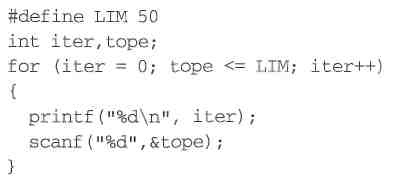 #define LIM 50
int iter,tope;
for (iter = 0; tope <= LIM; iter++)
{
printf("%d\n", iter);
scanf("%d",&tope);
}